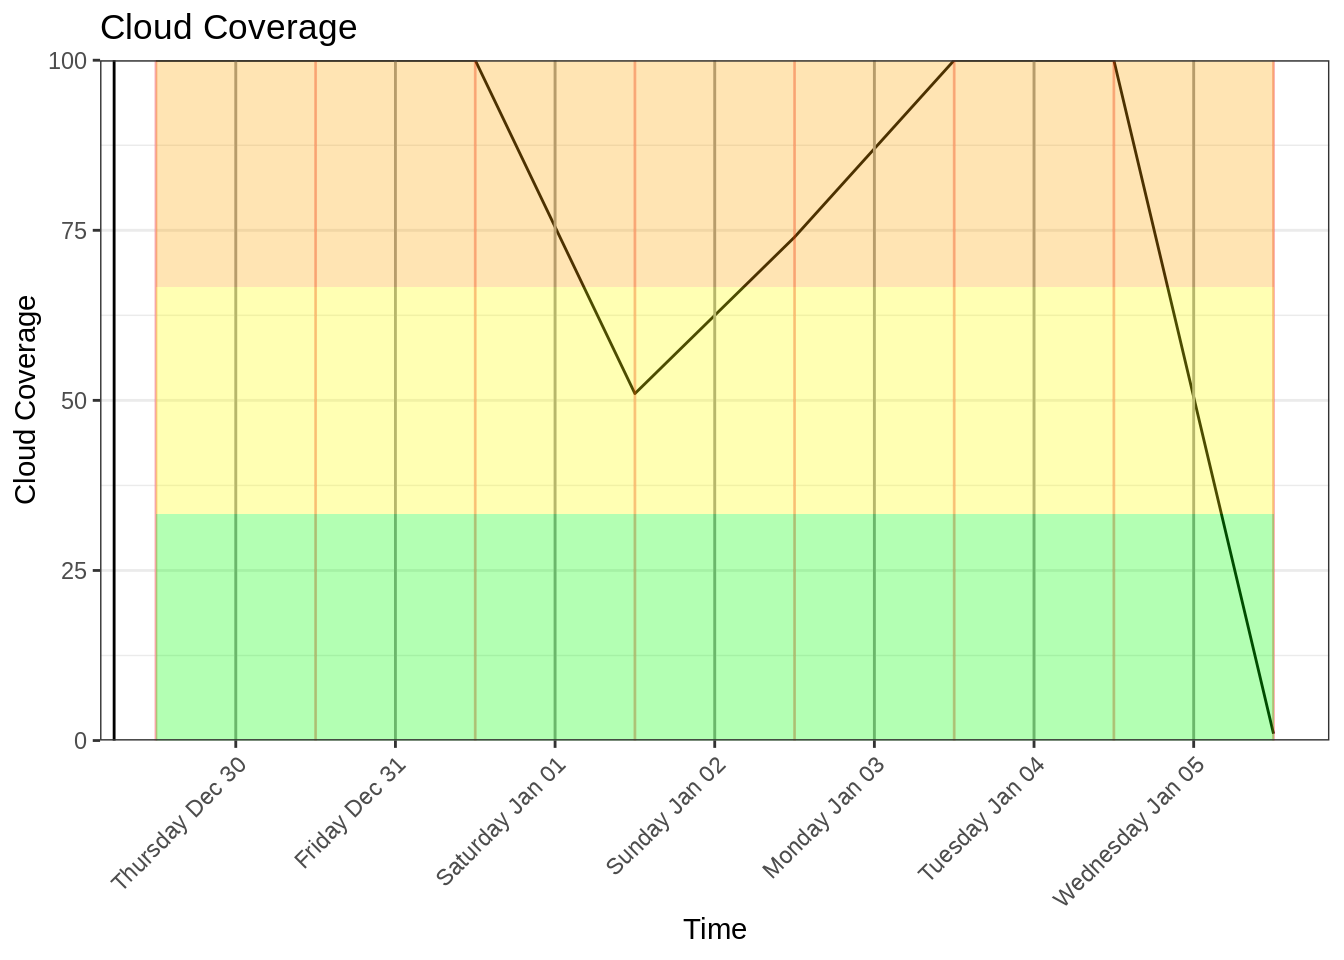 Cloud Coverage
100
75
50
25
0
Cloud Coverage
Thursday Dec 30
Friday Dec 31
Saturday Jan 01
Sunday Jan 02
Monday Jan 03
Tuesday Jan 04
Wednesday Jan 05
Time